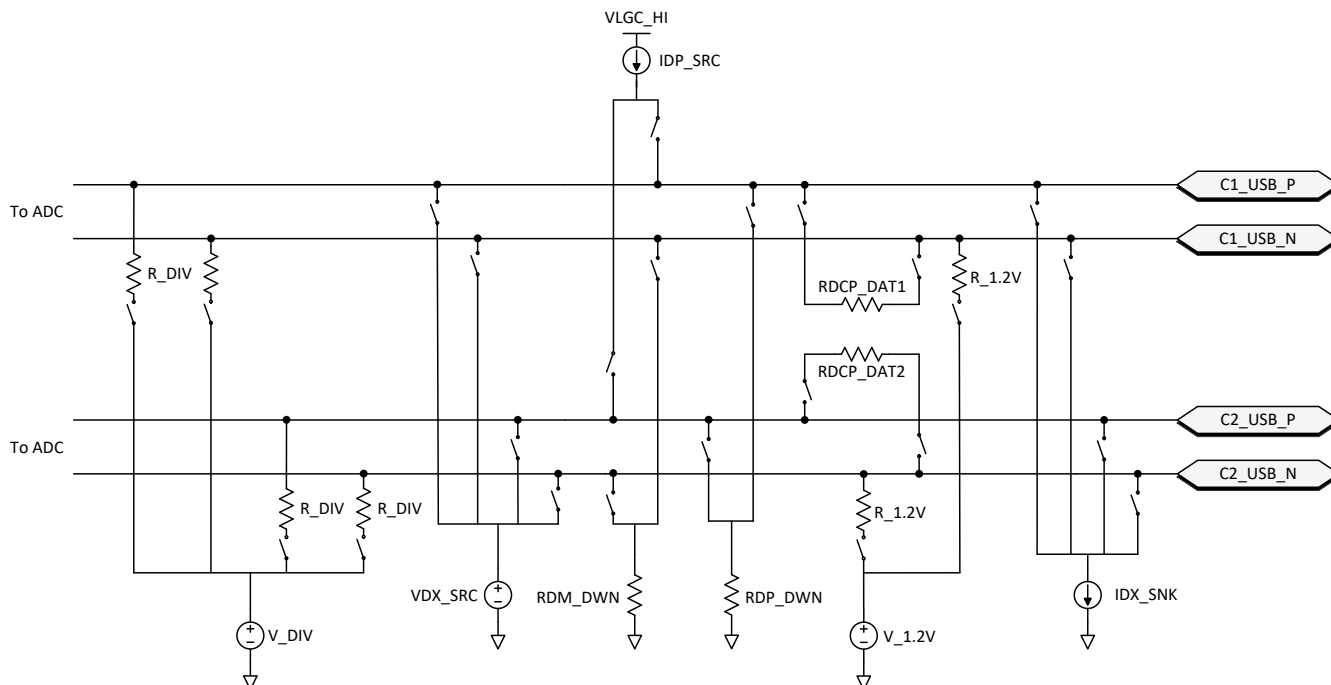 VLGC_HI
IDP_SRC
C1_USB_P
To ADC
C1_USB_N
R_DIV
R_1.2V
RDCP_DAT1
RDCP_DAT2
C2_USB_P
To ADC
C2_USB_N
R_DIV
R_DIV
R_1.2V
VDX_SRC
RDM_DWN
RDP_DWN
IDX_SNK
V_DIV
V_1.2V